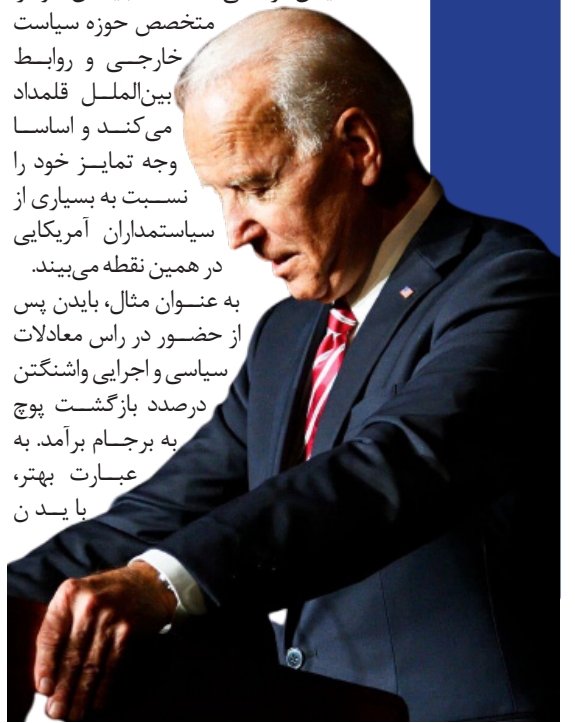 متخصص حوزه سیاست
خارجی و روابط
بین‌الملل قلمداد
می‌کند و اساسا
وجه تمایز خود را
نسبت به بسیاری از
سیاستمداران آمریکایی
در همین نقطه می‌بیند.
به عنوان مثال، بایدن پس
از حضور در راس معادلات
سیاسی و اجرایی واشنگتن
درصدد بازگشت پوچ
به برجام برآمد. به
عبارت بهتر،
بایدن